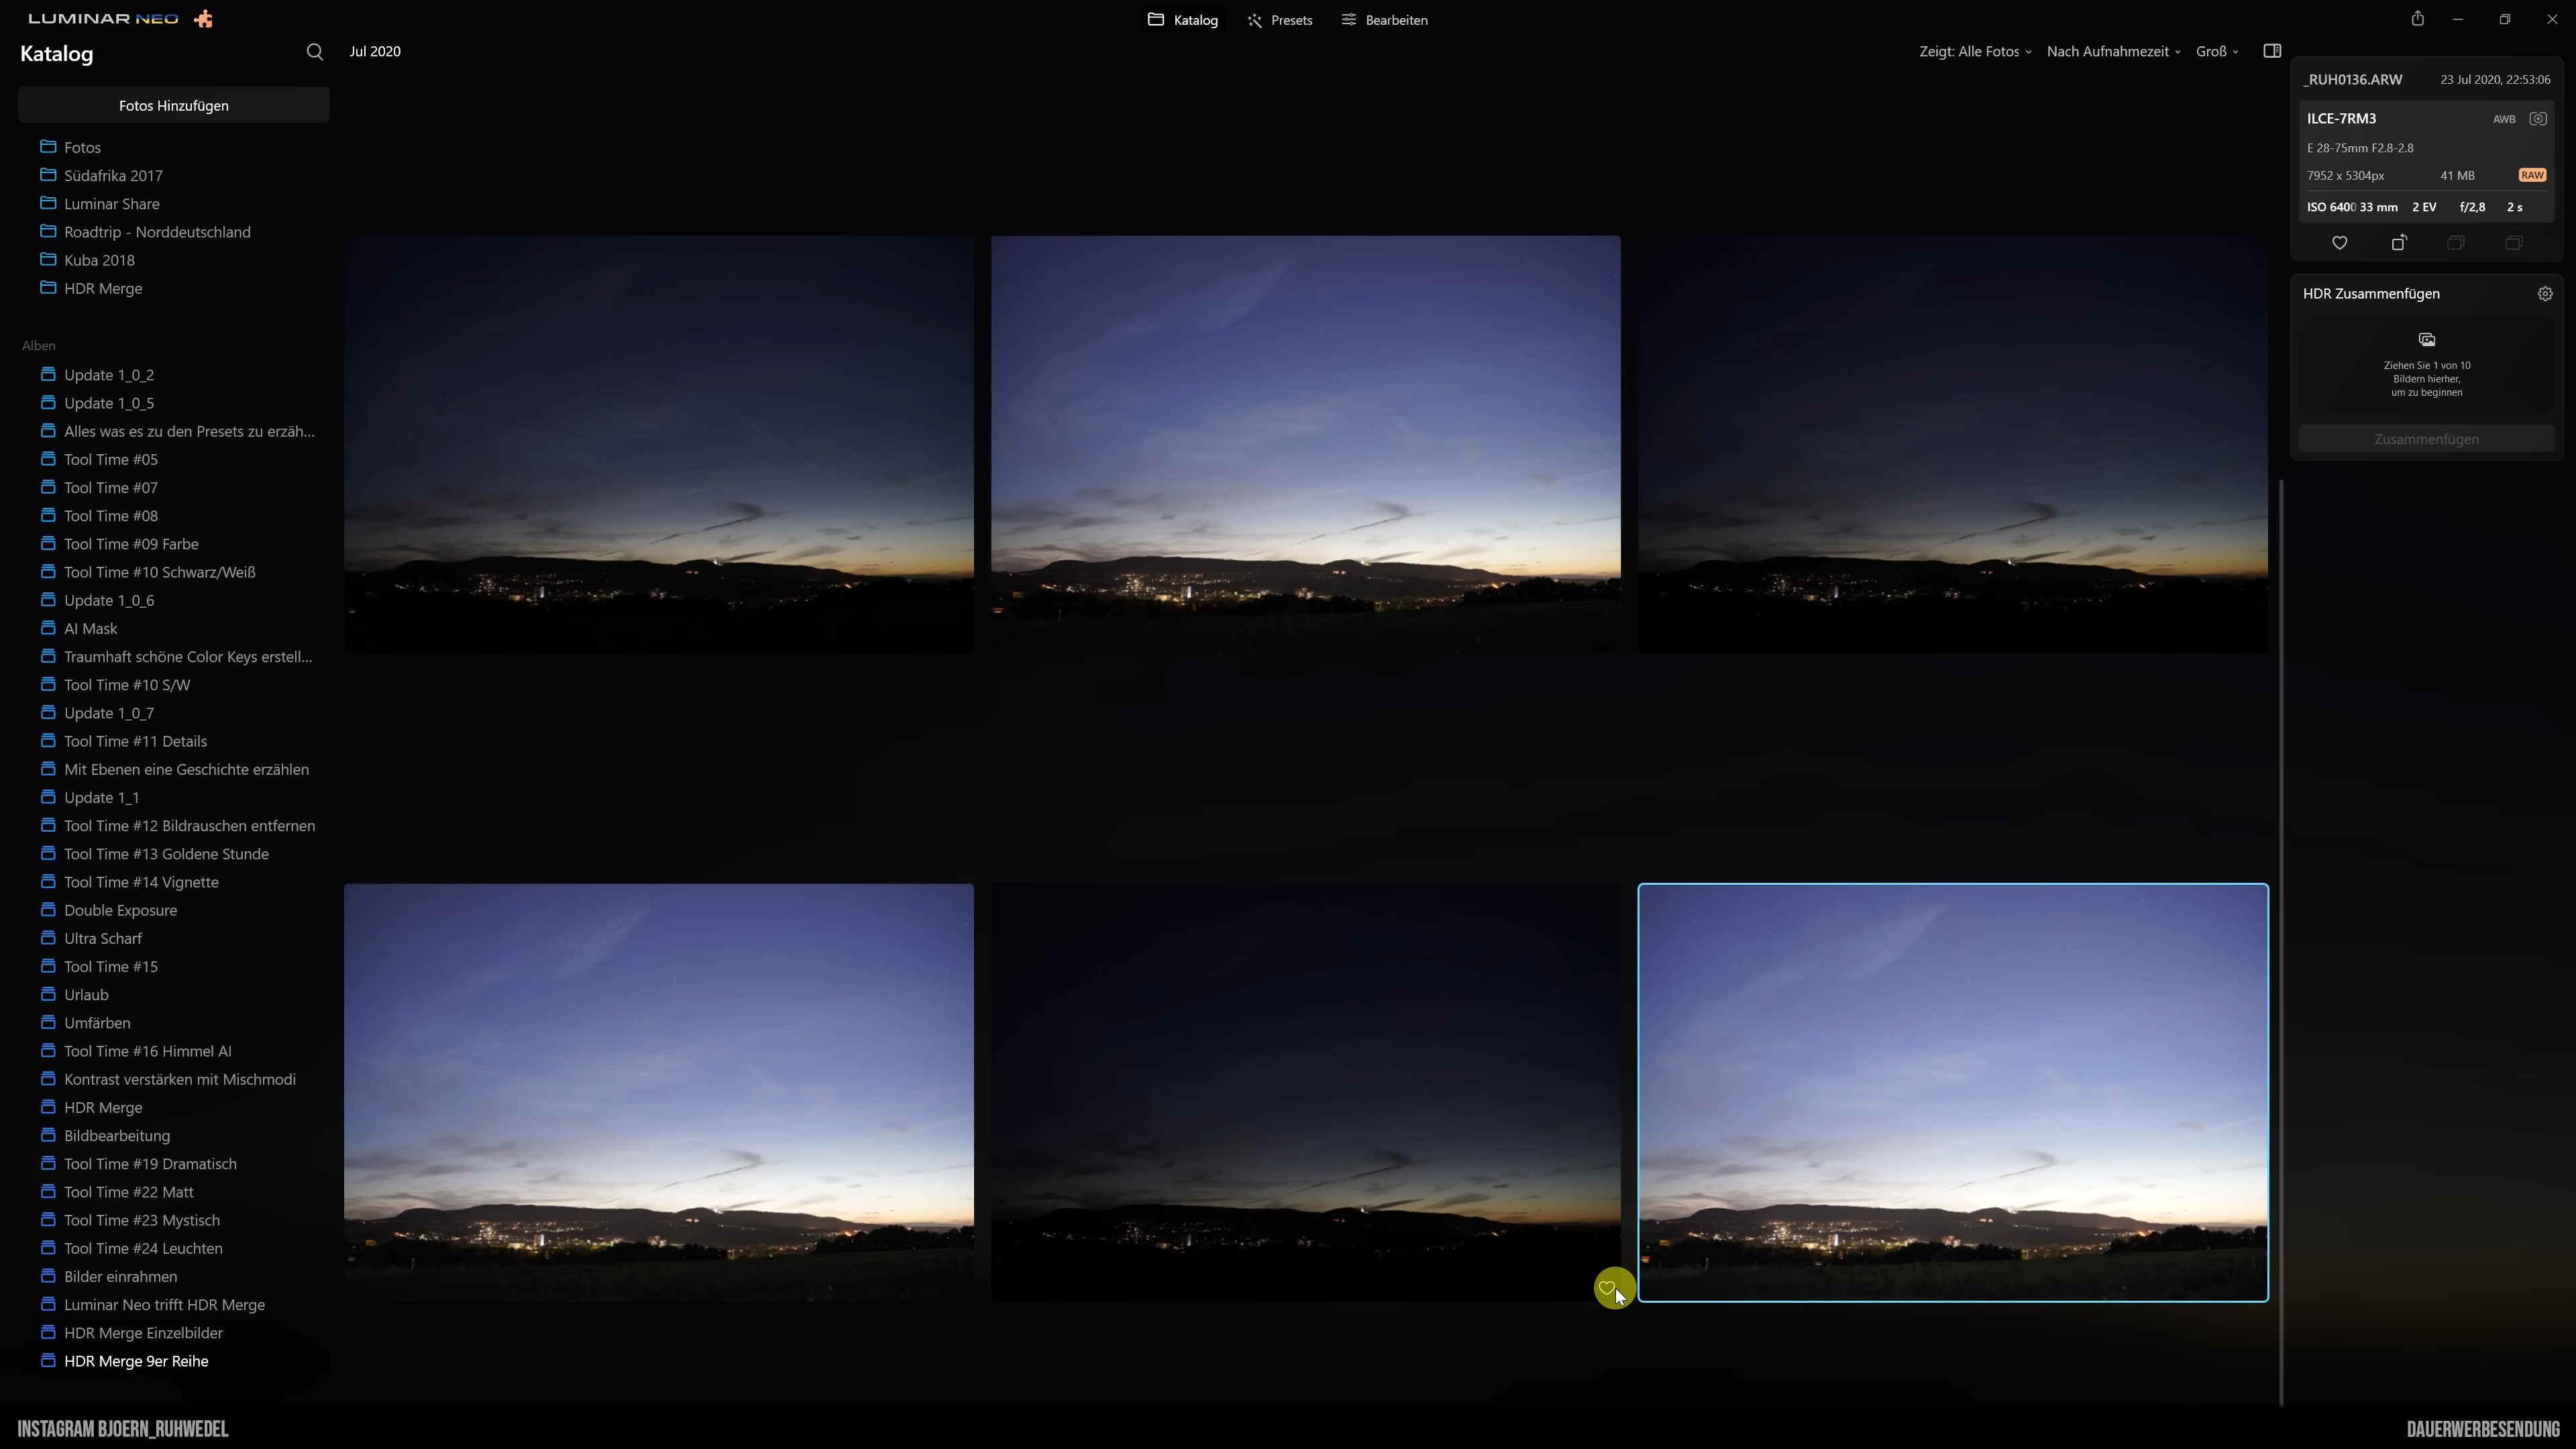 LUMINAR NEO
Katalog
Presets
Bearbeiten
Katalog
Jul 2020
Zeigt: Alle Fotos
Nach Aufnahmezeit
Groß
Fotos Hinzufügen
Fotos
Südafrika 2017
Luminar Share
Roadtrip - Norddeutschland
Kuba 2018
HDR Merge
Alben
Update 1_0_2
Update 1_0_5
Alles was es zu den Presets zu erzäh...
Tool Time #05
Tool Time #07
Tool Time #08
Tool Time #09 Farbe
Tool Time #10 Schwarz/Weiß
Update 1_0_6
AI Mask
Traumhaft schöne Color Keys erstell...
Tool Time #10 S/W
Update 1_0_7
Tool Time #11 Details
Mit Ebenen eine Geschichte erzählen
Update 1_1
Tool Time #12 Bildrauschen entfernen
Tool Time #13 Goldene Stunde
Tool Time #14 Vignette
Double Exposure
Ultra Scharf
Tool Time #15
Urlaub
Umfärben
Tool Time #16 Himmel AI
Kontrast verstärken mit Mischmodi
HDR Merge
Bildbearbeitung
Tool Time #19 Dramatisch
Tool Time #22 Matt
Tool Time #23 Mystisch
Tool Time #24 Leuchten
Bilder einrahmen
Luminar Neo trifft HDR Merge
HDR Merge Einzelbilder
HDR Merge 9er Reihe
_RUH0136.ARW 23 Jul 2020, 22:53:06
ILCE-7RM3 AWB
E 28-75mm F2.8-2.8
7952 x 5304px 41 MB RAW
ISO 6400 33 mm 2 EV f/2,8 2 s
HDR Zusammenfügen
Ziehen Sie 1 von 10
Bildern hierher,
um zu beginnen
Zusammenfügen
INSTAGRAM BJOERN_RUHWEDEL
DAUERWERBESENDUNG